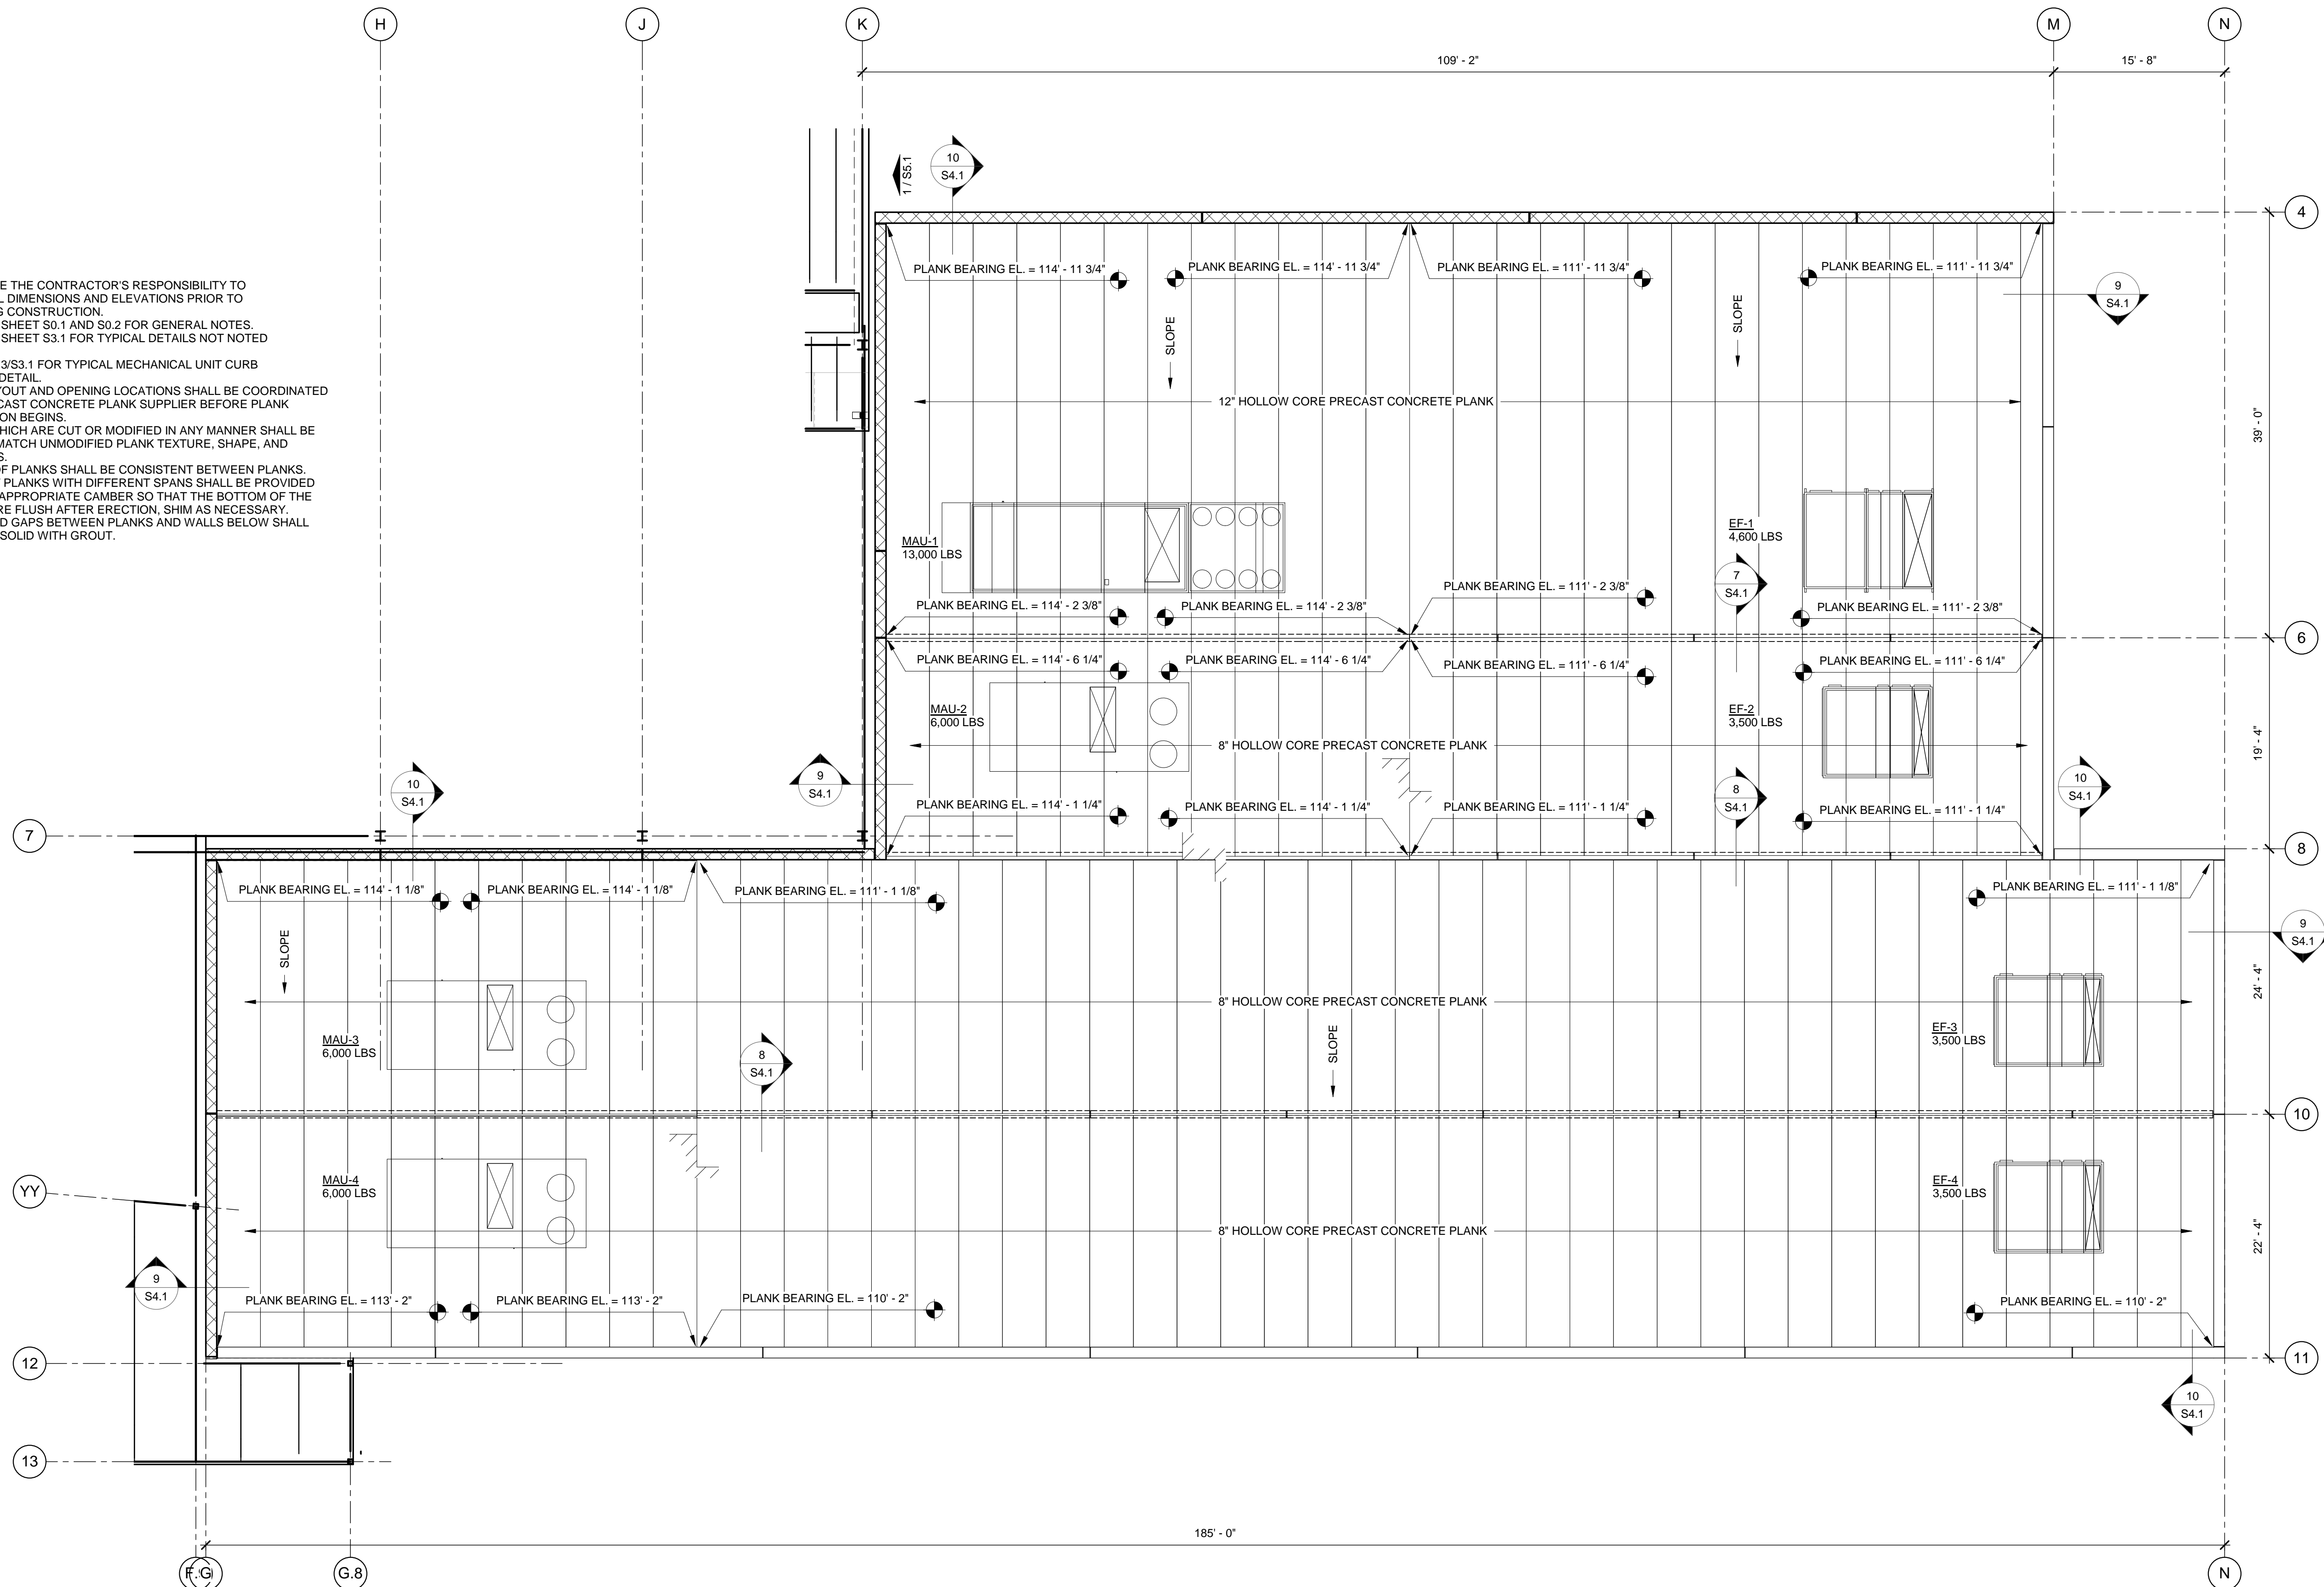 H
J
K
M
N
109' - 2"
15' - 8"
1 / S5.1
10
S4.1
4
E THE CONTRACTOR'S RESPONSIBILITY TO
L DIMENSIONS AND ELEVATIONS PRIOR TO
G CONSTRUCTION.
SHEET S0.1 AND S0.2 FOR GENERAL NOTES.
SHEET S3.1 FOR TYPICAL DETAILS NOT NOTED
3/S3.1 FOR TYPICAL MECHANICAL UNIT CURB
DETAIL.
YOUT AND OPENING LOCATIONS SHALL BE COORDINATED
CAST CONCRETE PLANK SUPPLIER BEFORE PLANK
ON BEGINS.
HICH ARE CUT OR MODIFIED IN ANY MANNER SHALL BE
MATCH UNMODIFIED PLANK TEXTURE, SHAPE, AND
S.
OF PLANKS SHALL BE CONSISTENT BETWEEN PLANKS.
PLANKS WITH DIFFERENT SPANS SHALL BE PROVIDED
APPROPRIATE CAMBER SO THAT THE BOTTOM OF THE
RE FLUSH AFTER ERECTION, SHIM AS NECESSARY.
D GAPS BETWEEN PLANKS AND WALLS BELOW SHALL
SOLID WITH GROUT.
PLANK BEARING EL. = 114' - 11 3/4"
PLANK BEARING EL. = 114' - 11 3/4"
PLANK BEARING EL. = 111' - 11 3/4"
PLANK BEARING EL. = 111' - 11 3/4"
9
S4.1
SLOPE
SLOPE
12" HOLLOW CORE PRECAST CONCRETE PLANK
39' - 0"
MAU-1
13,000 LBS
EF-1
4,600 LBS
7
S4.1
PLANK BEARING EL. = 114' - 2 3/8"
PLANK BEARING EL. = 114' - 2 3/8"
PLANK BEARING EL. = 111' - 2 3/8"
PLANK BEARING EL. = 111' - 2 3/8"
6
PLANK BEARING EL. = 114' - 6 1/4"
PLANK BEARING EL. = 114' - 6 1/4"
PLANK BEARING EL. = 111' - 6 1/4"
PLANK BEARING EL. = 111' - 6 1/4"
MAU-2
6,000 LBS
EF-2
3,500 LBS
8" HOLLOW CORE PRECAST CONCRETE PLANK
19' - 4"
10
S4.1
9
S4.1
8
S4.1
10
S4.1
PLANK BEARING EL. = 114' - 1 1/4"
PLANK BEARING EL. = 114' - 1 1/4"
PLANK BEARING EL. = 111' - 1 1/4"
PLANK BEARING EL. = 111' - 1 1/4"
7
8
PLANK BEARING EL. = 114' - 1 1/8"
PLANK BEARING EL. = 114' - 1 1/8"
PLANK BEARING EL. = 111' - 1 1/8"
PLANK BEARING EL. = 111' - 1 1/8"
9
S4.1
SLOPE
8" HOLLOW CORE PRECAST CONCRETE PLANK
24' - 4"
MAU-3
6,000 LBS
8
S4.1
SLOPE
EF-3
3,500 LBS
10
YY
MAU-4
6,000 LBS
EF-4
3,500 LBS
8" HOLLOW CORE PRECAST CONCRETE PLANK
22' - 4"
9
S4.1
PLANK BEARING EL. = 113' - 2"
PLANK BEARING EL. = 113' - 2"
PLANK BEARING EL. = 110' - 2"
PLANK BEARING EL. = 110' - 2"
12
11
10
S4.1
13
185' - 0"
G
G.8
N